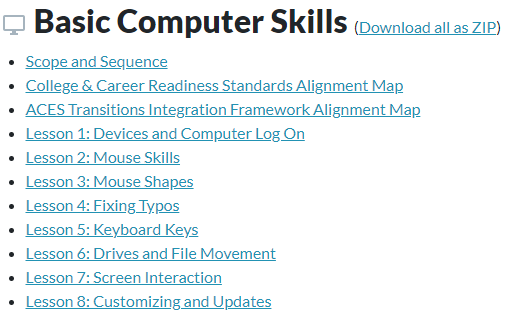 Basic Computer Skills (Download all as ZIP)
Scope and Sequence
College & Career Readiness Standards Alignment Map
ACES Transitions Integration Framework Alignment Map
Lesson 1: Devices and Computer Log On
Lesson 2: Mouse Skills
Lesson 3: Mouse Shapes
Lesson 4: Fixing Typos
Lesson 5: Keyboard Keys
Lesson 6: Drives and File Movement
Lesson 7: Screen Interaction
Lesson 8: Customizing and Updates